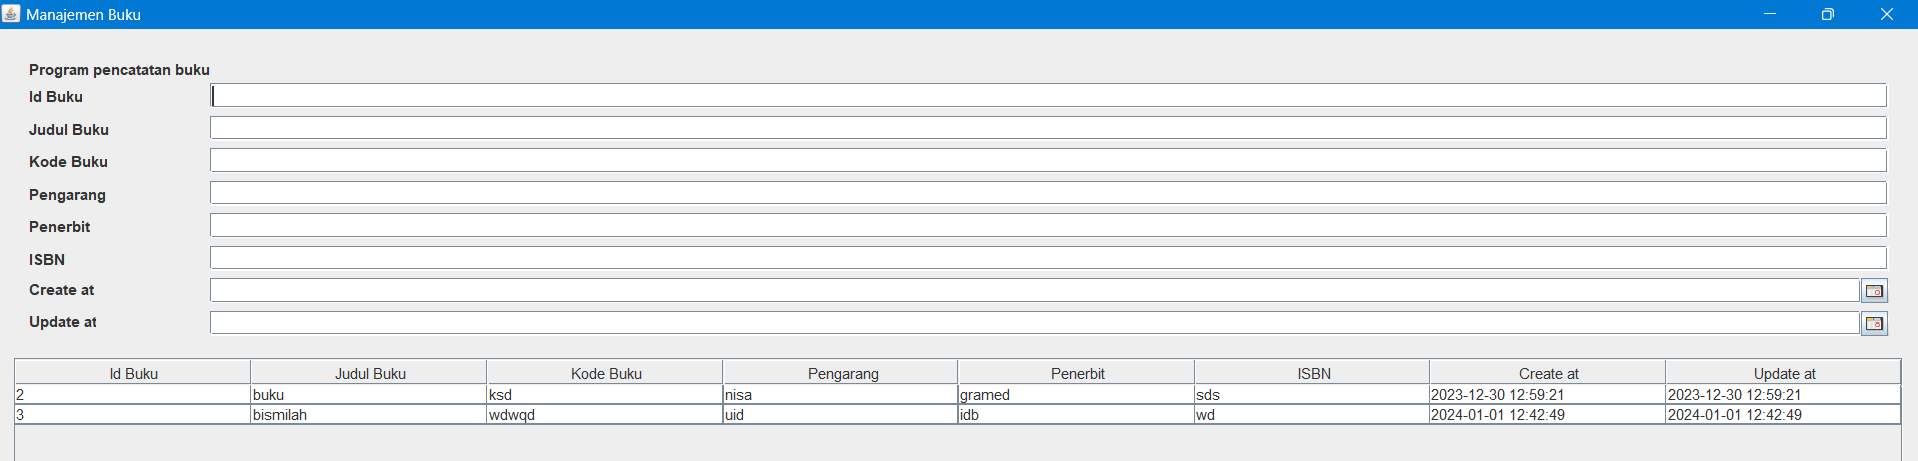 Manajemen Buku
Program pencatatan buku
Id Buku
Judul Buku
Kode Buku
Pengarang
Penerbit
ISBN
Create at
Update at
Id Buku Judul Buku Kode Buku Pengarang Penerbit ISBN Create at Update at
2 buku ksd nisa gramed sds 2023-12-30 12:59:21 2023-12-30 12:59:21
3 bismilah wdwqd uid idb wd 2024-01-01 12:42:49 2024-01-01 12:42:49